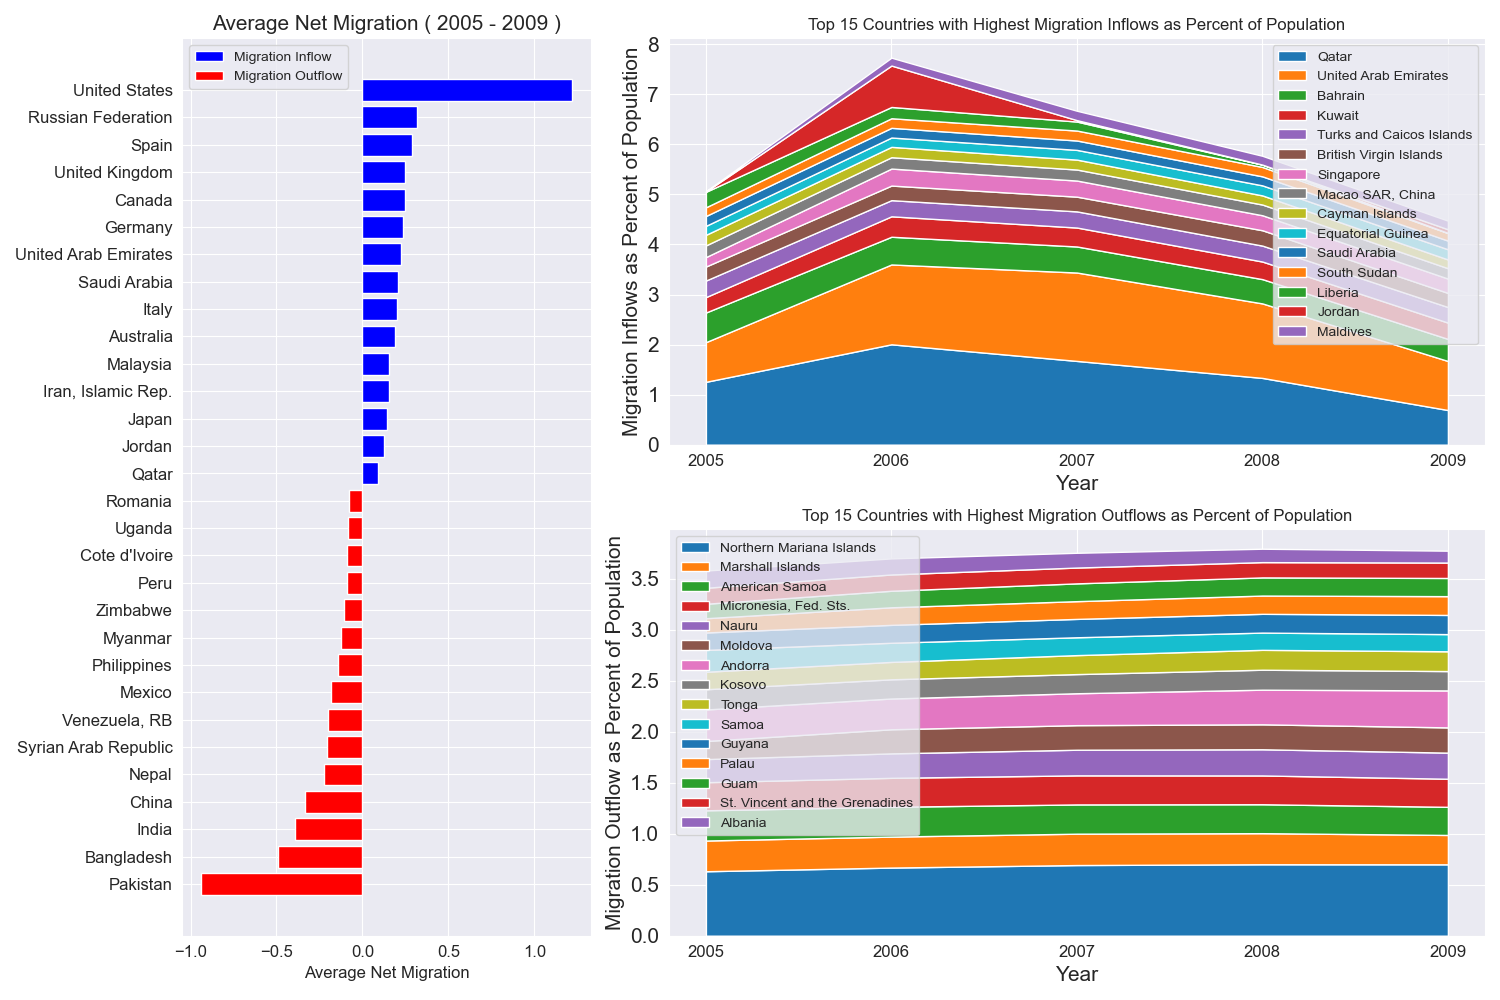 Average Net Migration ( 2005 - 2009 )
Migration Inflow
Migration Outflow
United States
Russian Federation
Spain
United Kingdom
Canada
Germany
United Arab Emirates
Saudi Arabia
Italy
Australia
Malaysia
Iran, Islamic Rep.
Japan
Jordan
Qatar
Romania
Uganda
Cote d'Ivoire
Peru
Zimbabwe
Myanmar
Philippines
Mexico
Venezuela, RB
Syrian Arab Republic
Nepal
China
India
Bangladesh
Pakistan
−1.0 −0.5 0.0 0.5 1.0
Average Net Migration
Top 15 Countries with Highest Migration Inflows as Percent of Population
Migration Inflows as Percent of Population
8
7
6
5
4
3
2
1
0
Qatar
United Arab Emirates
Bahrain
Kuwait
Turks and Caicos Islands
British Virgin Islands
Singapore
Macao SAR, China
Cayman Islands
Equatorial Guinea
Saudi Arabia
South Sudan
Liberia
Jordan
Maldives
2005 2006 2007 2008 2009
Year
Top 15 Countries with Highest Migration Outflows as Percent of Population
Migration Outflow as Percent of Population
3.5
3.0
2.5
2.0
1.5
1.0
0.5
0.0
Northern Mariana Islands
Marshall Islands
American Samoa
Micronesia, Fed. Sts.
Nauru
Moldova
Andorra
Kosovo
Tonga
Samoa
Guyana
Palau
Guam
St. Vincent and the Grenadines
Albania
2005 2006 2007 2008 2009
Year